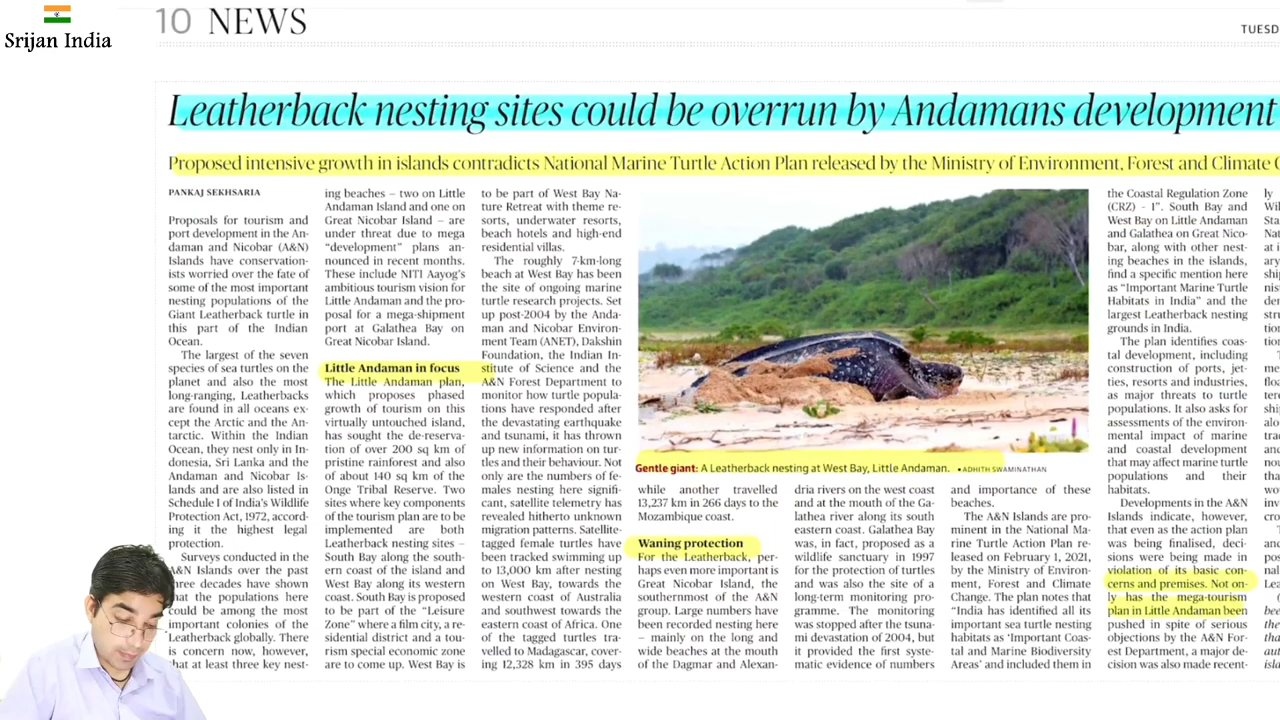 Srijan India
10 NEWS
TUESD
Leatherback nesting sites could be overrun by Andamans development
Proposed intensive growth in islands contradicts National Marine Turtle Action Plan released by the Ministry of Environment, Forest and Climate C
PANKAJ SEKHSARIA
Proposals for tourism and
port development in the An-
daman and Nicobar (A&N)
Islands have conservation-
ists worried over the fate of
some of the most important
nesting populations of the
Giant Leatherback turtle in
this part of the Indian
Ocean.
The largest of the seven
species of sea turtles on the
planet and also the most
long-ranging, Leatherbacks
are found in all oceans ex-
cept the Arctic and the An-
tarctic. Within the Indian
Ocean, they nest only in In-
donesia, Sri Lanka and the
Andaman and Nicobar Is-
lands and are also listed in
Schedule I of India's Wildlife
Protection Act, 1972, accord-
ing it the highest legal
protection.
Surveys conducted in the
A&N Islands over the past
three decades have shown
that the populations here
could be among the most
important colonies of the
Leatherback globally. There
is concern now, however,
that at least three key nest-
ing beaches – two on Little
Andaman Island and one on
Great Nicobar Island – are
under threat due to mega
“development” plans an-
nounced in recent months.
These include NITI Aayog's
ambitious tourism vision for
Little Andaman and the pro-
posal for a mega-shipment
port at Galathea Bay on
Great Nicobar Island.
Little Andaman in focus
The Little Andaman plan,
which proposes phased
growth of tourism on this
virtually untouched island,
has sought the de-reserva-
tion of over 200 sq km of
pristine rainforest and also
of about 140 sq km of the
Onge Tribal Reserve. Two
sites where key components
of the tourism plan are to be
implemented are both
Leatherback nesting sites –
South Bay along the south-
ern coast of the island and
West Bay along its western
coast. South Bay is proposed
to be part of the “Leisure
Zone” where a film city, a re-
sidential district and a tou-
rism special economic zone
are to come up. West Bay is
to be part of West Bay Na-
ture Retreat with theme re-
sorts, underwater resorts,
beach hotels and high-end
residential villas.
The roughly 7-km-long
beach at West Bay has been
the site of ongoing marine
turtle research projects. Set
up post-2004 by the Anda-
man and Nicobar Environ-
ment Team (ANET), Dakshin
Foundation, the Indian In-
stitute of Science and the
A&N Forest Department to
monitor how turtle popula-
tions have responded after
the devastating earthquake
and tsunami, it has thrown
up new information on tur-
tles and their behaviour. Not
only are the numbers of fe-
males nesting here signifi-
cant, satellite telemetry has
revealed hitherto unknown
migration patterns. Satellite-
tagged female turtles have
been tracked swimming up
to 13,000 km after nesting
on West Bay, towards the
western coast of Australia
and southwest towards the
eastern coast of Africa. One
of the tagged turtles tra-
velled to Madagascar, cover-
ing 12,328 km in 395 days
Gentle giant: A Leatherback nesting at West Bay, Little Andaman. • ADHITH SWAMINATHAN
while another travelled
13,237 km in 266 days to the
Mozambique coast.
Waning protection
For the Leatherback, per-
haps even more important is
Great Nicobar Island, the
southernmost of the A&N
group. Large numbers have
been recorded nesting here
– mainly on the long and
wide beaches at the mouth
of the Dagmar and Alexan-
dria rivers on the west coast
and at the mouth of the Ga-
lathea river along its south
eastern coast. Galathea Bay
was, in fact, proposed as a
wildlife sanctuary in 1997
for the protection of turtles
and was also the site of a
long-term monitoring pro-
gramme. The monitoring
was stopped after the tsuna-
mi devastation of 2004, but
it provided the first syste-
matic evidence of numbers
and importance of these
beaches.
The A&N Islands are pro-
minent in the National Ma-
rine Turtle Action Plan re-
leased on February 1, 2021,
by the Ministry of Environ-
ment, Forest and Climate
Change. The plan notes that
“India has identified all its
important sea turtle nesting
habitats as ‘Important Coas-
tal and Marine Biodiversity
Areas’ and included them in
the Coastal Regulation Zone
(CRZ) - 1”. South Bay and
West Bay on Little Andaman
and Galathea on Great Nico-
bar, along with other nest-
ing beaches in the islands,
find a specific mention here
as “Important Marine Turtle
Habitats in India” and the
largest Leatherback nesting
grounds in India.
The plan identifies coas-
tal development, including
construction of ports, jet-
ties, resorts and industries,
as major threats to turtle
populations. It also asks for
assessments of the environ-
mental impact of marine
and coastal development
that may affect marine turtle
populations and their
habitats.
Developments in the A&N
Islands indicate, however,
that even as the action plan
was being finalised, deci-
sions were being made in
violation of its basic con-
cerns and premises. Not on-
ly has the mega-tourism
plan in Little Andaman been
pushed in spite of serious
objections by the A&N For-
est Department, a major de-
cision was also made recent-